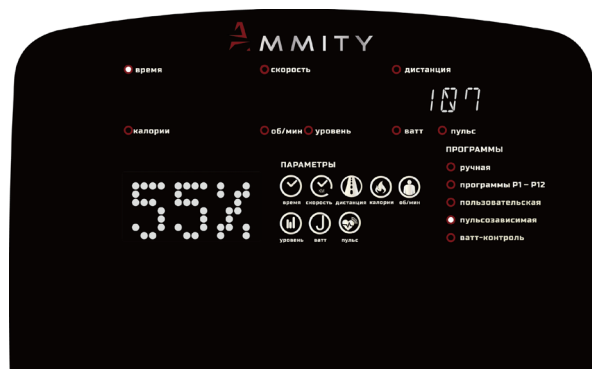 AMMITY
время скорость дистанция
107
калории об/мин уровень ватт пульс
ПРОГРАММЫ
ручная
программы P1 – P12
пользовательская
пульсозависимая
ватт-контроль
ПАРАМЕТРЫ
время скорость дистанция калории об/мин
уровень ватт пульс
55%